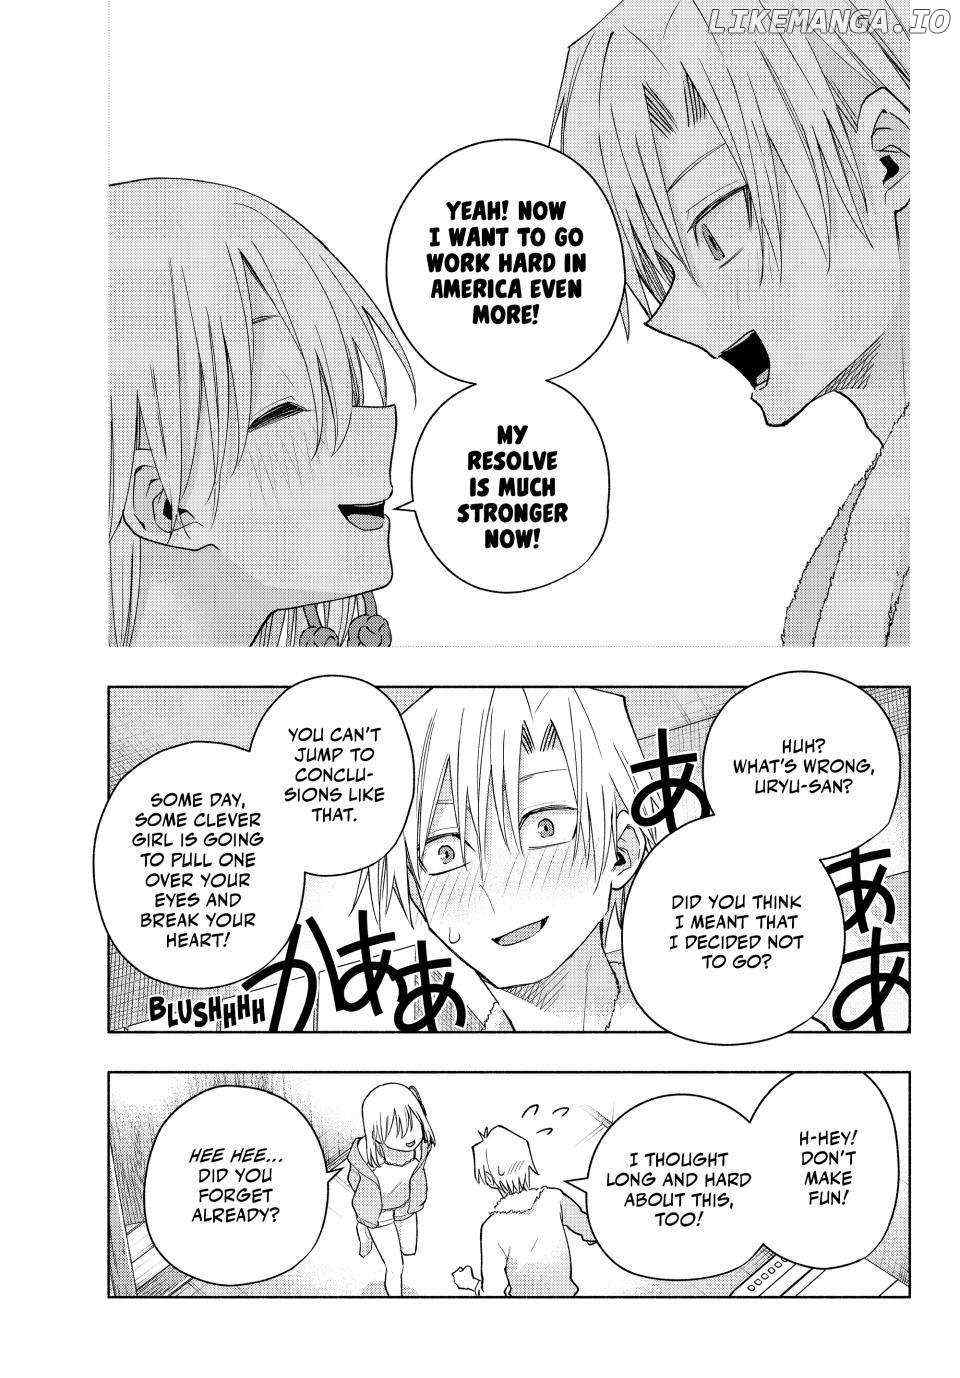 LIKEMANGA.IO
YEAH! NOW
I WANT TO GO
WORK HARD IN
AMERICA EVEN
MORE!
MY
RESOLVE
IS MUCH
STRONGER
NOW!
HUH?
WHAT'S WRONG,
URYU-SAN?
DID YOU THINK
I MEANT THAT
I DECIDED NOT
TO GO?
あ
ああ
YOU CAN'T
JUMP TO
CONCLU-
SIONS LIKE
THAT.
SOME DAY,
SOME CLEVER
GIRL IS GOING
TO PULL ONE
OVER YOUR
EYES AND
BREAK YOUR
HEART!
かあぁぁ
BLUSHHHH
H-HEY!
DON'T
MAKE
FUN!
I THOUGHT
LONG AND HARD
ABOUT THIS,
TOO!
HEE HEE...
DID YOU
FORGET
ALREADY?